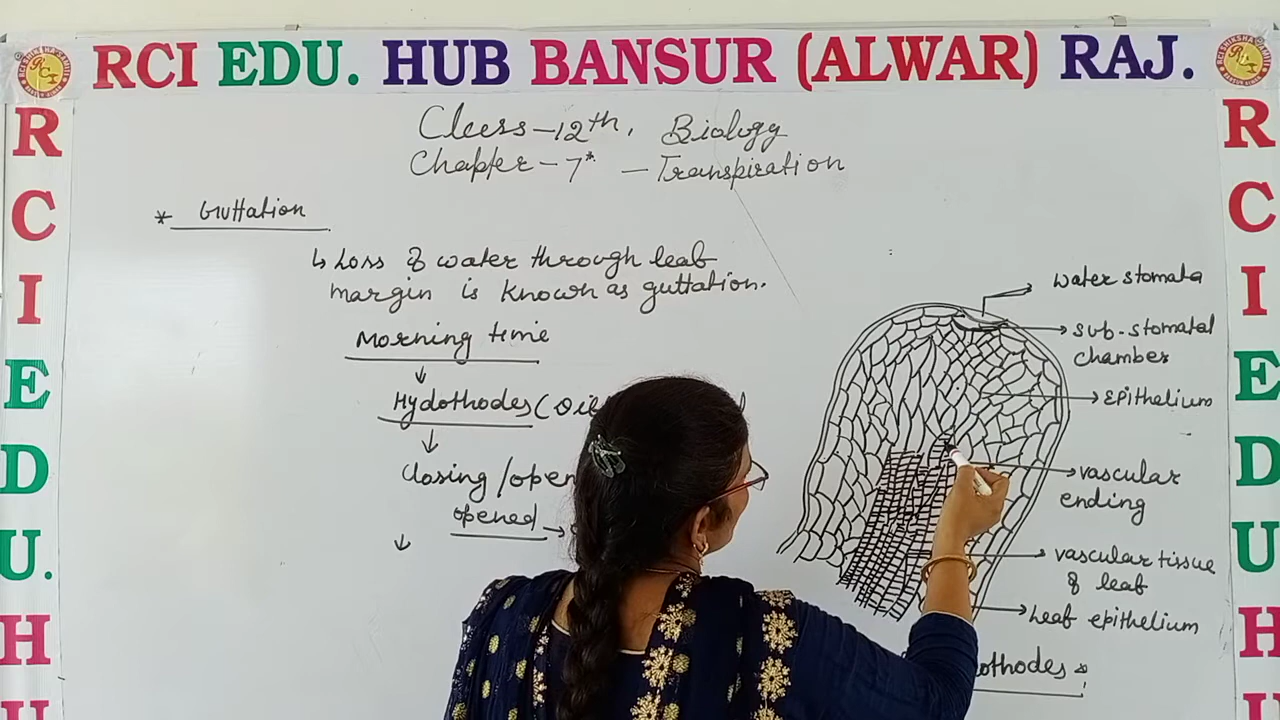 RCI EDU. HUB BANSUR (ALWAR) RAJ.
R
C
I
E
D
U.
H
U
R
C
I
E
D
U
H
U
Cleess-12th, Biology
Chapter-7* - Transpiration
* Guttation
↳ Loss of water through leaf
margin is known as guttation.
Morning time
↓
Hydothodes (
↓
Closing/open
opened →
↓
Water stomata
Sub-stomatal
chamber
Epithelium
vascular
ending
vascular tissue
of leaf
Leaf epithelium
othodes *